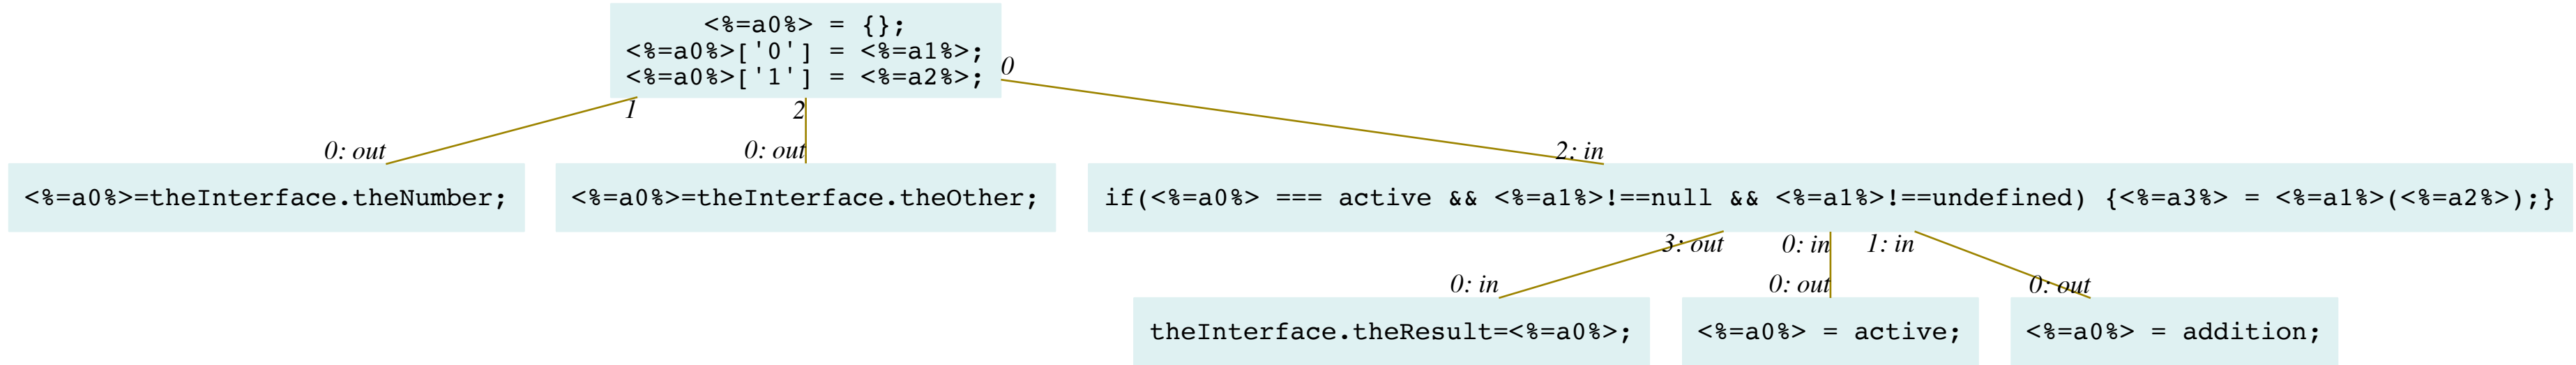 <%=a0%> = {};
<%=a0%>['0'] = <%=a1%>;
<%=a0%>['1'] = <%=a2%>;
0
1
2
0: out
0: out
2: in
<%=a0%>=theInterface.theNumber;
<%=a0%>=theInterface.theOther;
if(<%=a0%> === active && <%=a1%>!==null && <%=a1%>!==undefined) {<%=a3%> = <%=a1%>(<%=a2%>);}
3: out
0: in
1: in
0: in
0: out
0: out
theInterface.theResult=<%=a0%>;
<%=a0%> = active;
<%=a0%> = addition;